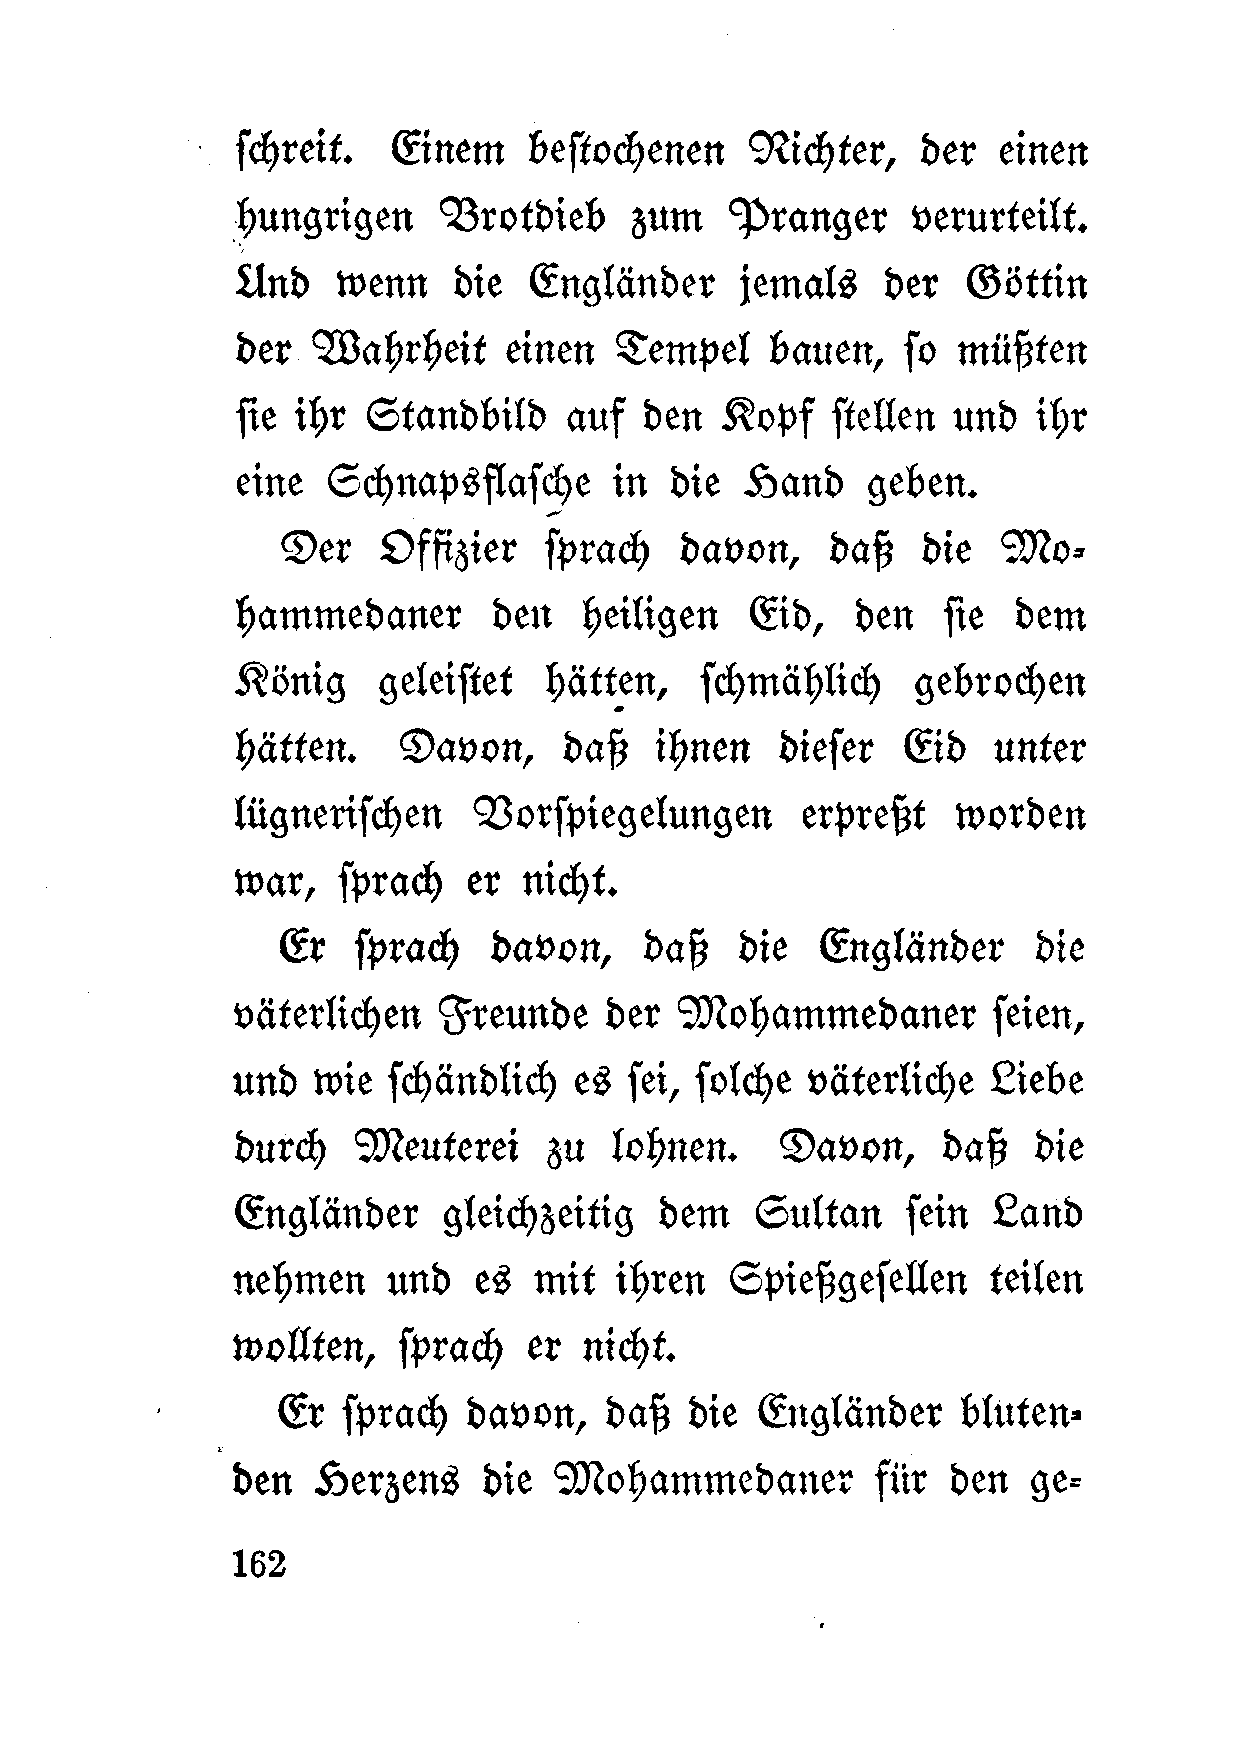 schreit. Einem bestochenen Richter, der einen
hungrigen Brotdieb zum Pranger verurteilt.
Und wenn die Engländer jemals der Göttin
der Wahrheit einen Tempel bauen, so müßten
sie ihr Standbild auf den Kopf stellen und ihr
eine Schnapsflasche in die Hand geben.
Der Offizier sprach davon, daß die Mo-
hammedaner den heiligen Eid, den sie dem
König geleistet hätten, schmählich gebrochen
hätten. Davon, daß ihnen dieser Eid unter
lügnerischen Vorspiegelungen erpreßt worden
war, sprach er nicht.
Er sprach davon, daß die Engländer die
väterlichen Freunde der Mohammedaner seien,
und wie schändlich es sei, solche väterliche Liebe
durch Meuterei zu lohnen. Davon, daß die
Engländer gleichzeitig dem Sultan sein Land
nehmen und es mit ihren Spießgesellen teilen
wollten, sprach er nicht.
Er sprach davon, daß die Engländer bluten-
den Herzens die Mohammedaner für den ge-
162